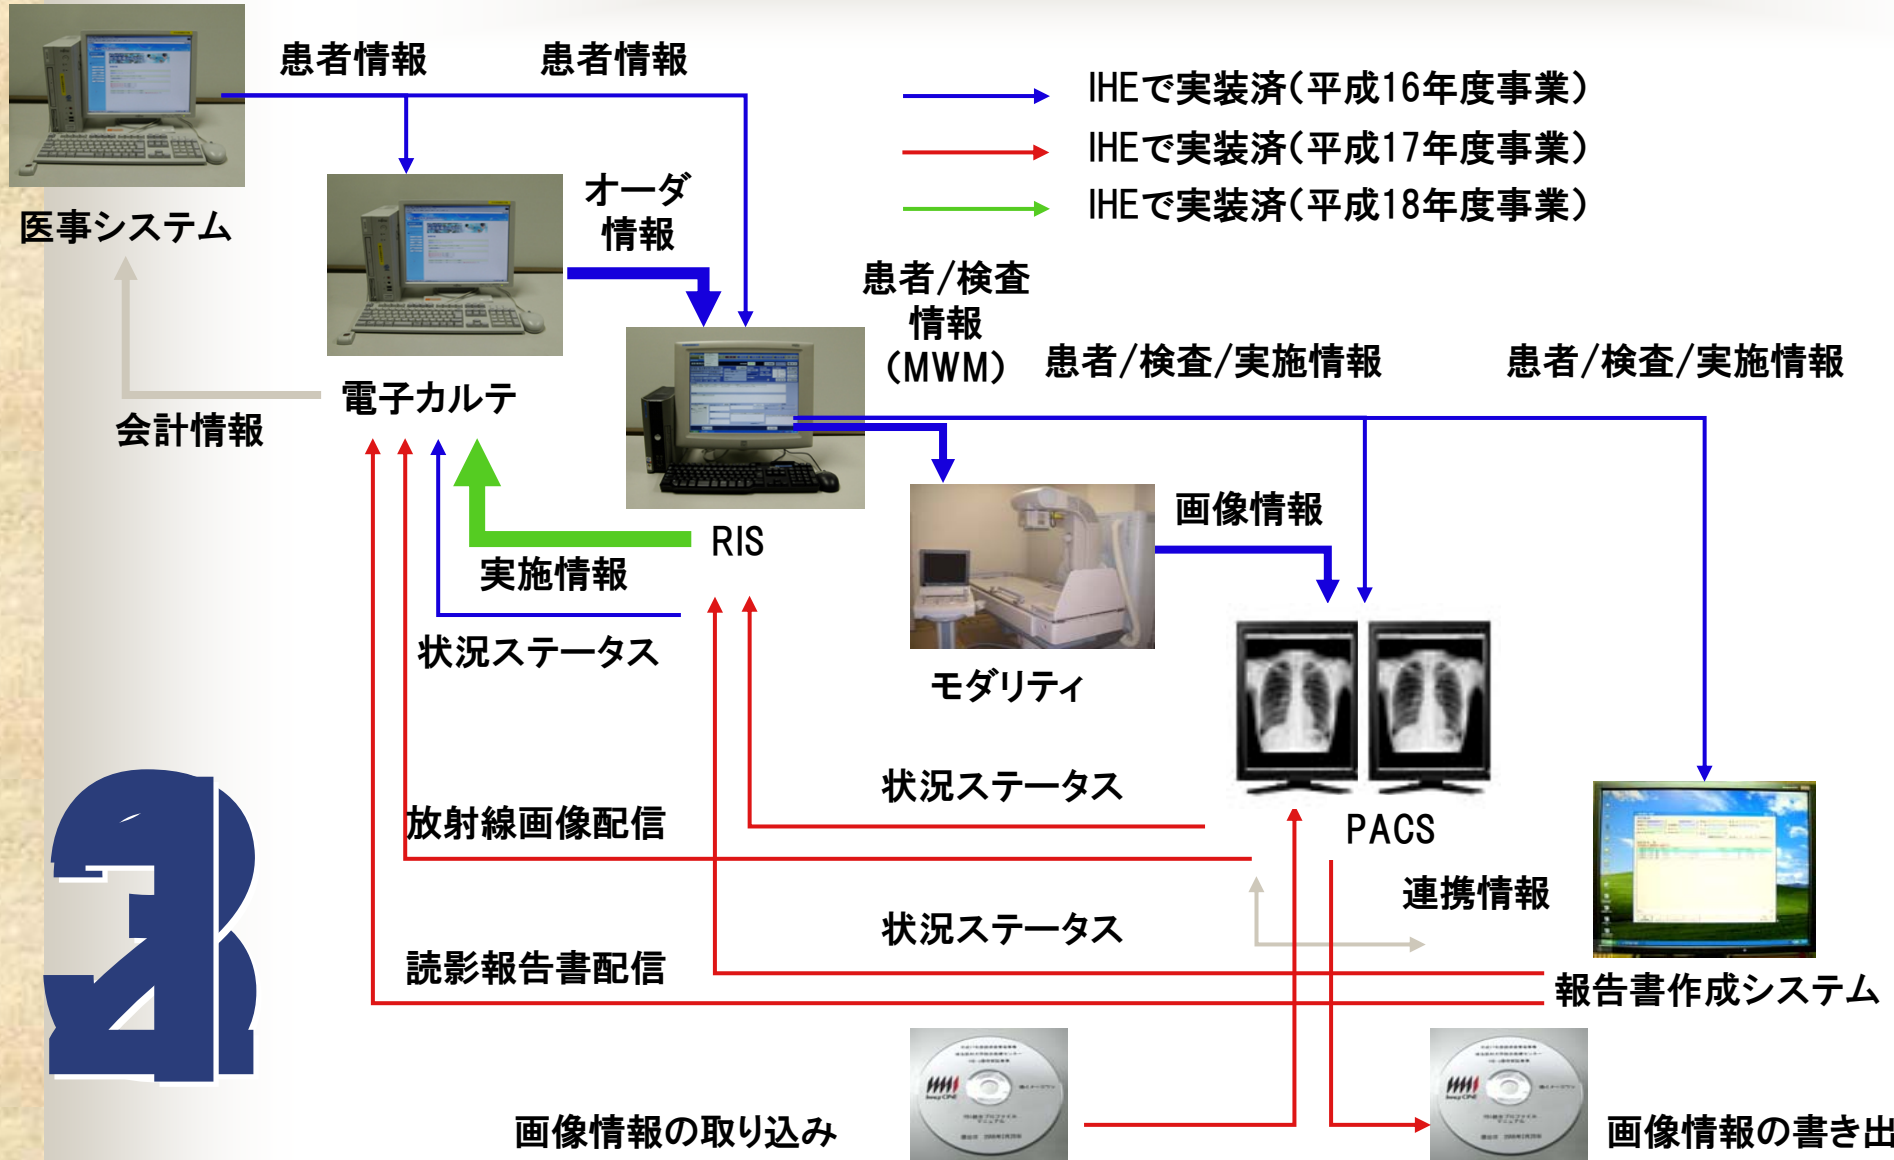 患者情報
患者情報
IHEで実装済(平成16年度事業)
IHEで実装済(平成17年度事業)
IHEで実装済(平成18年度事業)
医事システム
オーダ
情報
患者/検査
情報
(MWM)
患者/検査/実施情報
患者/検査/実施情報
電子カルテ
会計情報
画像情報
RIS
実施情報
状況ステータス
モダリティ
状況ステータス
放射線画像配信
PACS
連携情報
状況ステータス
読影報告書配信
報告書作成システム
画像情報の取り込み
画像情報の書き出